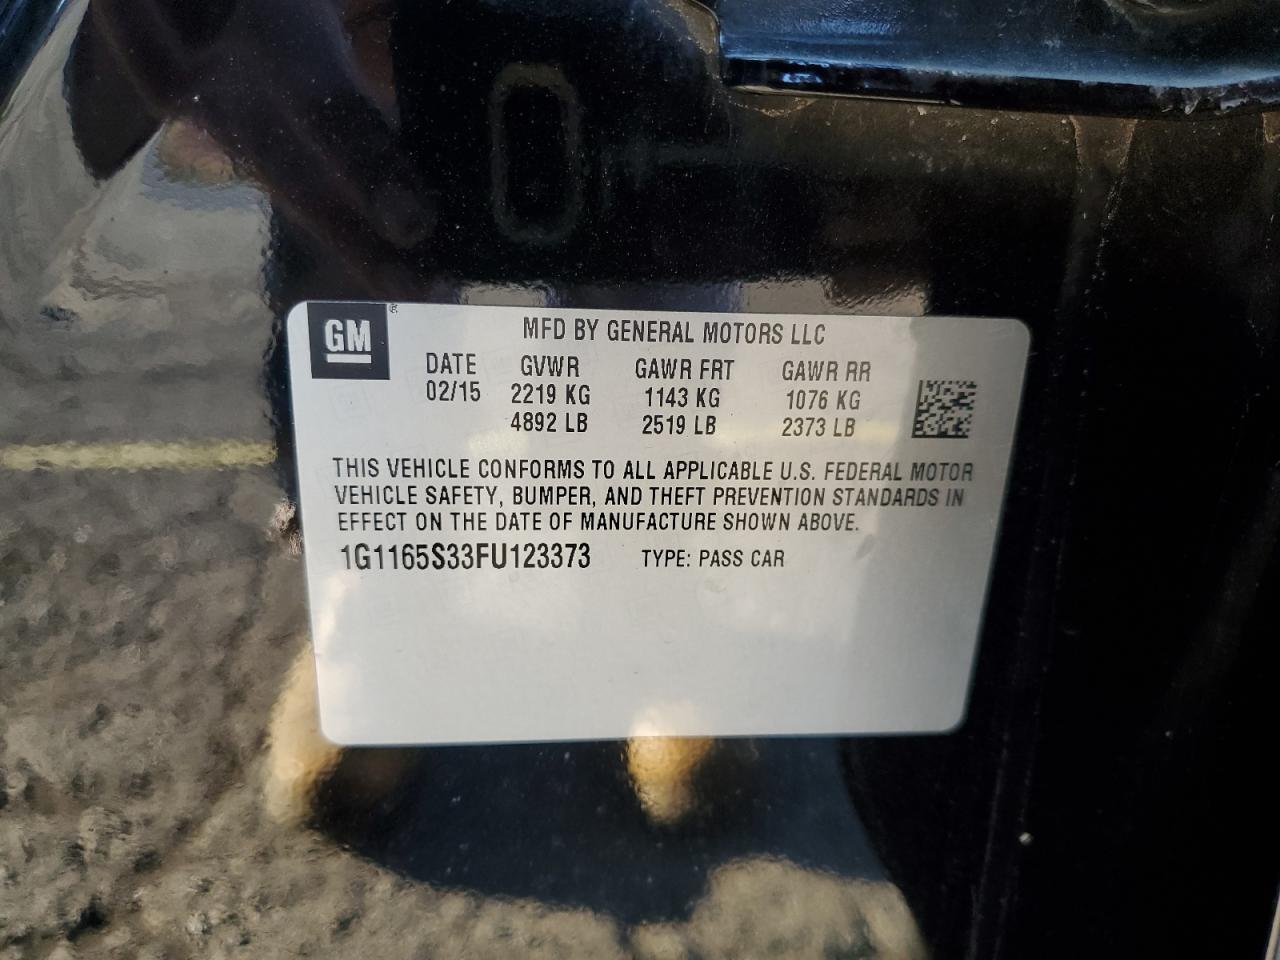 GM ®
MFD BY GENERAL MOTORS LLC
DATE GVWR GAWR FRT GAWR RR
02/15 2219 KG 1143 KG 1076 KG
4892 LB 2519 LB 2373 LB
THIS VEHICLE CONFORMS TO ALL APPLICABLE U.S. FEDERAL MOTOR
VEHICLE SAFETY, BUMPER, AND THEFT PREVENTION STANDARDS IN
EFFECT ON THE DATE OF MANUFACTURE SHOWN ABOVE.
1G1165S33FU123373 TYPE: PASS CAR